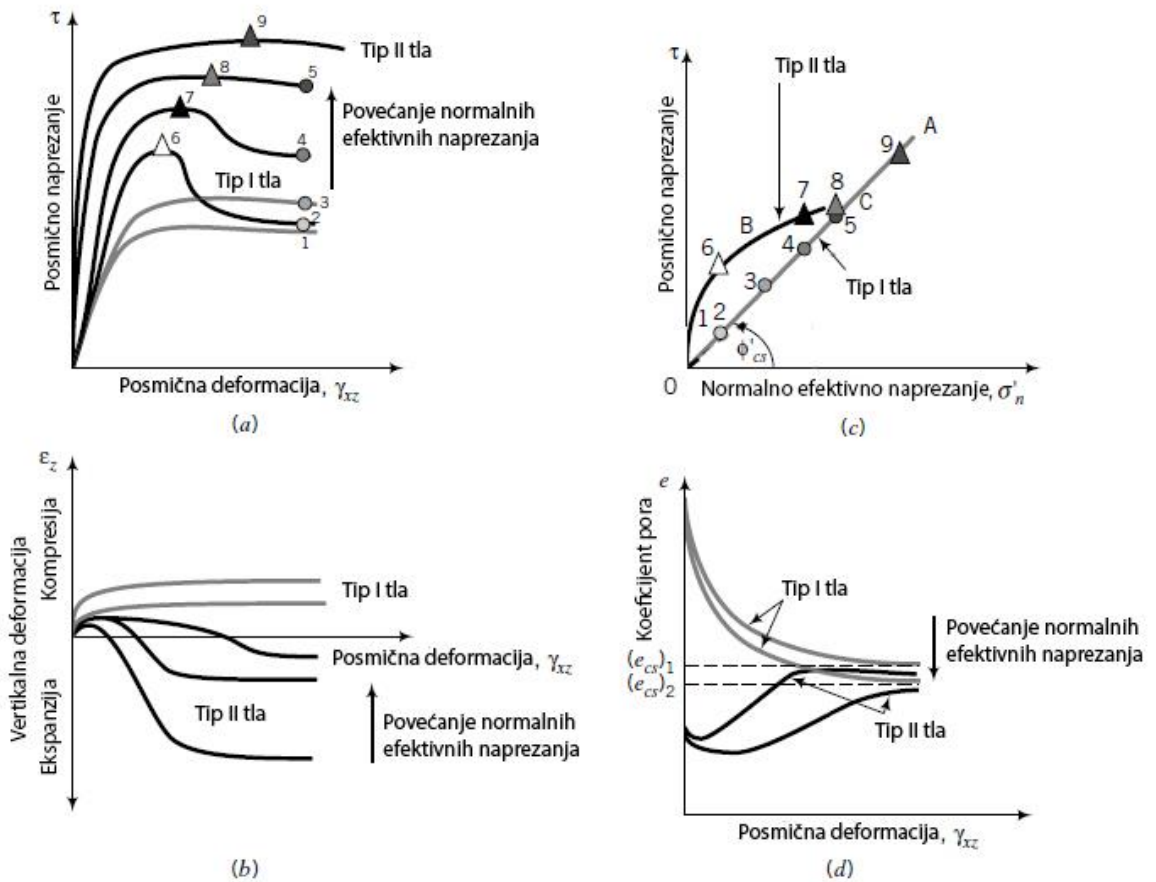 τ
Posmično naprezanje
9
Tip II tla
8
5
7
Povećanje normalnih
efektivnih naprezanja
6
4
Tip I tla
3
2
1
Posmična deformacija, γxz
(a)
τ
Posmično naprezanje
Tip II tla
A
9
7
8
C
B
5
6
4
Tip I tla
3
1
2
ϕ'cs
0
Normalno efektivno naprezanje, σ'n
(c)
εz
Vertikalna deformacija
Ekspanzija
Kompresija
Tip I tla
Posmična deformacija, γxz
Tip II tla
Povećanje normalnih
efektivnih naprezanja
(b)
e
Koeficijent pora
Tip I tla
Povećanje normalnih
efektivnih naprezanja
(ecs)1
(ecs)2
Tip II tla
Posmična deformacija, γxz
(d)